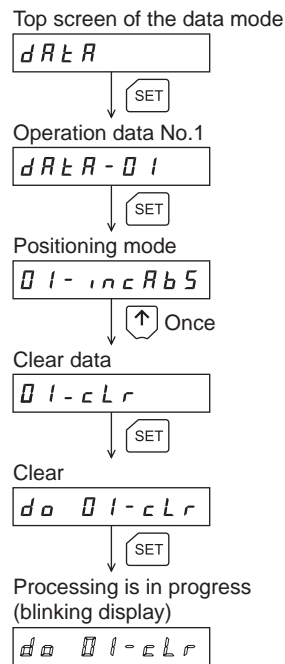 Top screen of the data mode
dAtA
SET
Operation data No.1
dAtA-01
SET
Positioning mode
01-incAbS
↑ Once
Clear data
01-cLr
SET
Clear
do 01-cLr
SET
Processing is in progress
(blinking display)
do 01-cLr